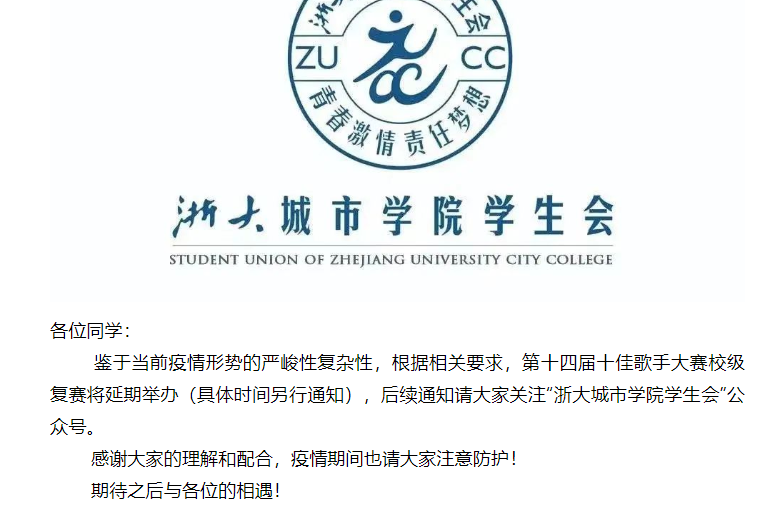 ZU CC
青春激情责任梦想
浙大城市学院学生会
STUDENT UNION OF ZHEJIANG UNIVERSITY CITY COLLEGE
各位同学：
鉴于当前疫情形势的严峻性复杂性，根据相关要求，第十四届十佳歌手大赛校级
复赛将延期举办（具体时间另行通知），后续通知请大家关注“浙大城市学院学生会”公
众号。
感谢大家的理解和配合，疫情期间也请大家注意防护！
期待之后与各位的相遇！